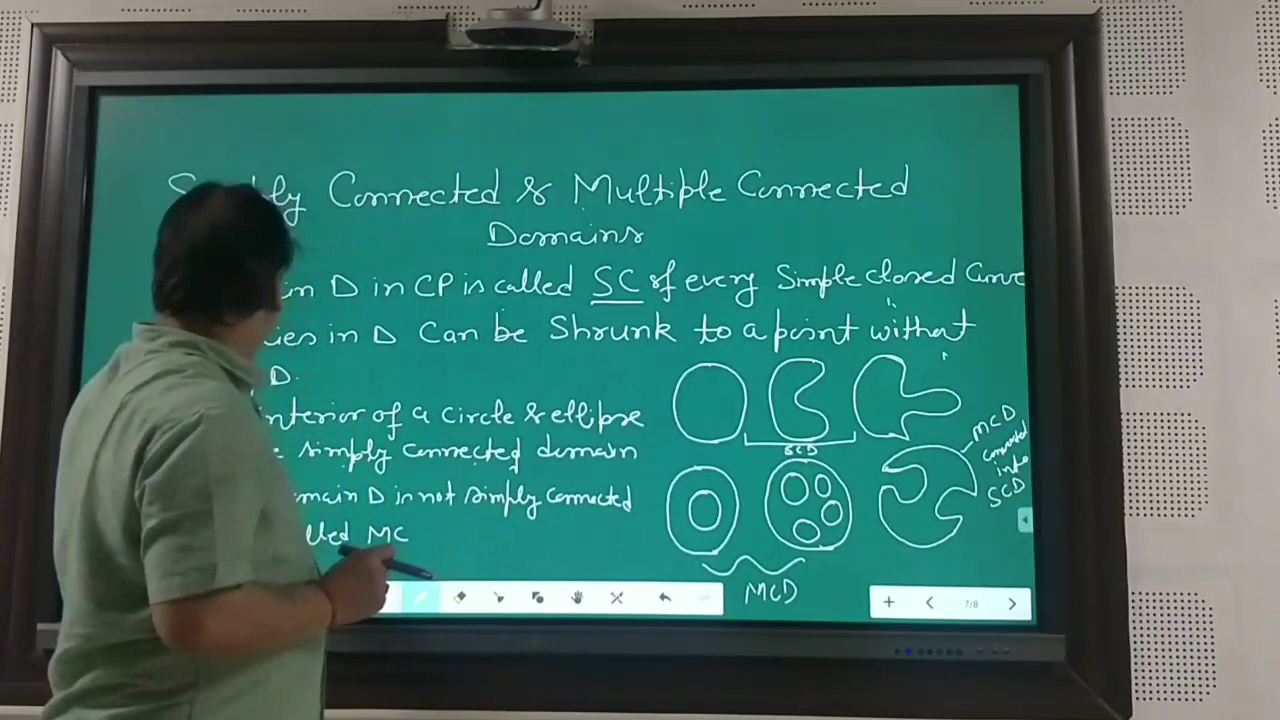 Connected & Multiple Connected
Domains
in D in CP is called SC if every Simple closed Curve
lies in D Can be Shrunk to a point without
D.
interior of a circle & ellipse
simply connected domain
SCD
main D is not simply connected
lled MC
MCD
converted
into
SCD
MCD
7/8